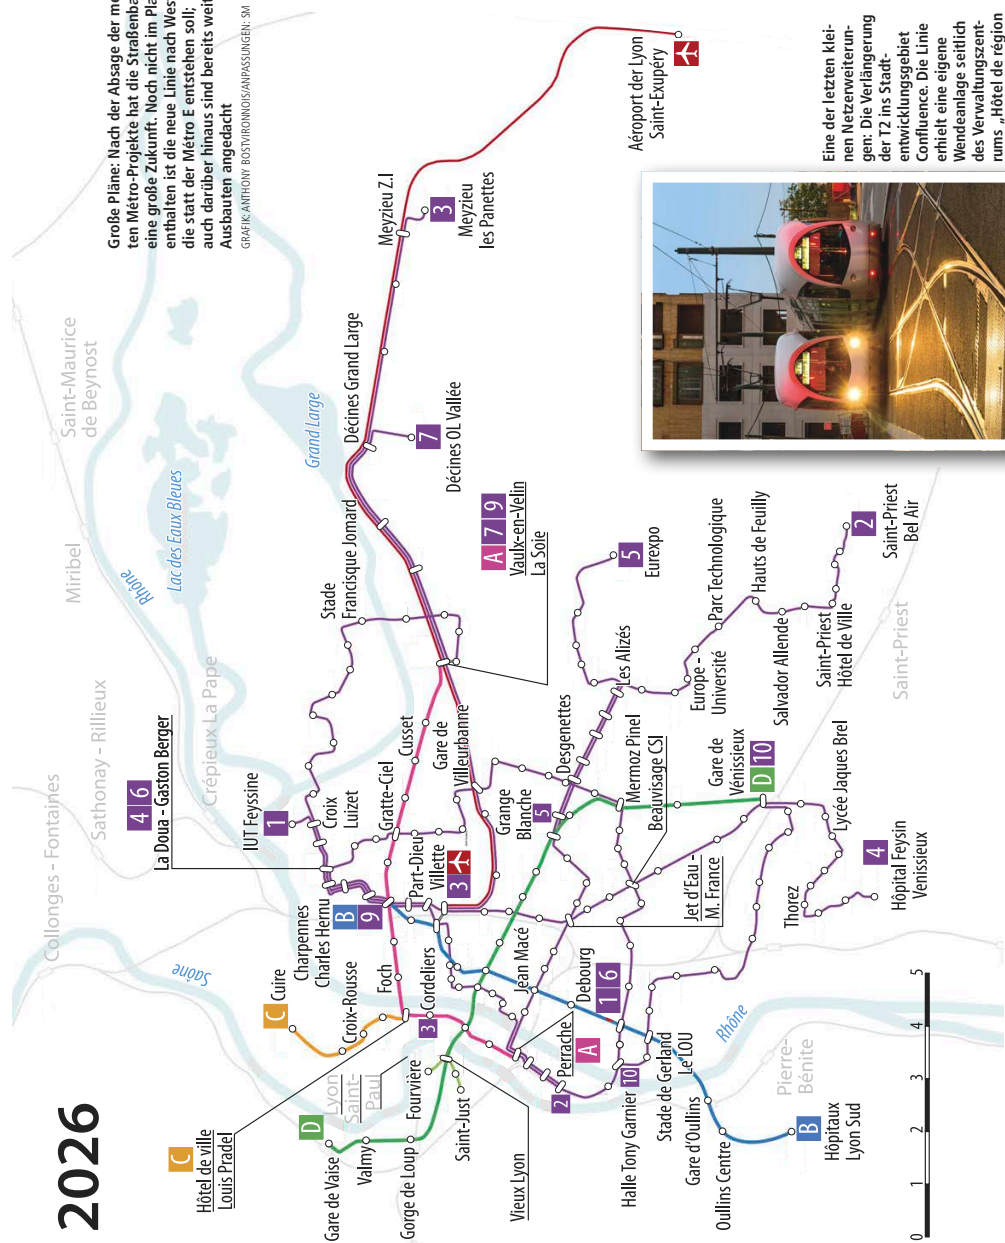 2026
Große Pläne: Nach der Absage der me
ten Métro-Projekte hat die Straßenba
eine große Zukunft. Noch nicht im Pla
enthalten ist die neue Linie nach Wes
die statt der Métro E entstehen soll;
auch darüber hinaus sind bereits weit
Ausbauten angedacht
GRAFIK: ANTHONY BOSTVIRONNOIS/ANPASSUNGEN: SM
Collonges – Fontaines
Sathonay – Rillieux
Crépieux La Pape
Miribel
Saint-Maurice
de Beynost
Rhône
Lac des Eaux Bleues
Grand Large
Saône
C
Hôtel de ville
Louis Pradel
D
Gare de Vaise
Valmy
Gorge de Loup
Lyon
Saint-
Paul
Fourvière
Saint-Just
Vieux Lyon
C Cuire
Croix-Rousse
Foch
3 Cordeliers
Charpennes
Charles Hernu
B
9
4 6
La Doua – Gaston Berger
IUT Feyssine
1
Croix
Luizet
Gratte-Ciel
Cusset
Gare de
Villeurbanne
Part-Dieu
Villette
3
Stade
Francisque Jomard
A 7 9
Vaulx-en-Velin
La Soie
Décines Grand Large
7
Décines OL Vallée
Meyzieu Z.I
3
Meyzieu
les Panettes
Aéroport der Lyon
Saint-Exupéry
Grange
Blanche
5
Desgenettes
Les Alizés
5
Eurexpo
Mermoz Pinel
Beauvisage CSI
Europe –
Université
Parc Technologique
Hauts de Feuilly
Salvador Allende
Saint-Priest
Hôtel de Ville
2
Saint-Priest
Bel Air
Saint-Priest
Jean Macé
Jet d'Eau –
M. France
Gare de
Vénissieux
D 10
Lycée Jaques Brel
Thorez
4
Hôpital Feysin
Venissieux
Debourg
1 6
Perrache
A
2
Halle Tony Garnier
10
Stade de Gerland
Le LOU
Gare d'Oullins
Oullins Centre
B
Hôpitaux
Lyon Sud
Pierre-
Bénite
Rhône
0 1 2 3 4 5
Eine der letzten klei-
nen Netzerweiterun-
gen: Die Verlängerung
der T2 ins Stadt-
entwicklungsgebiet
Confluence. Die Linie
erhielt eine eigene
Wendeanlage seitlich
des Verwaltungszent-
rums „Hôtel de région